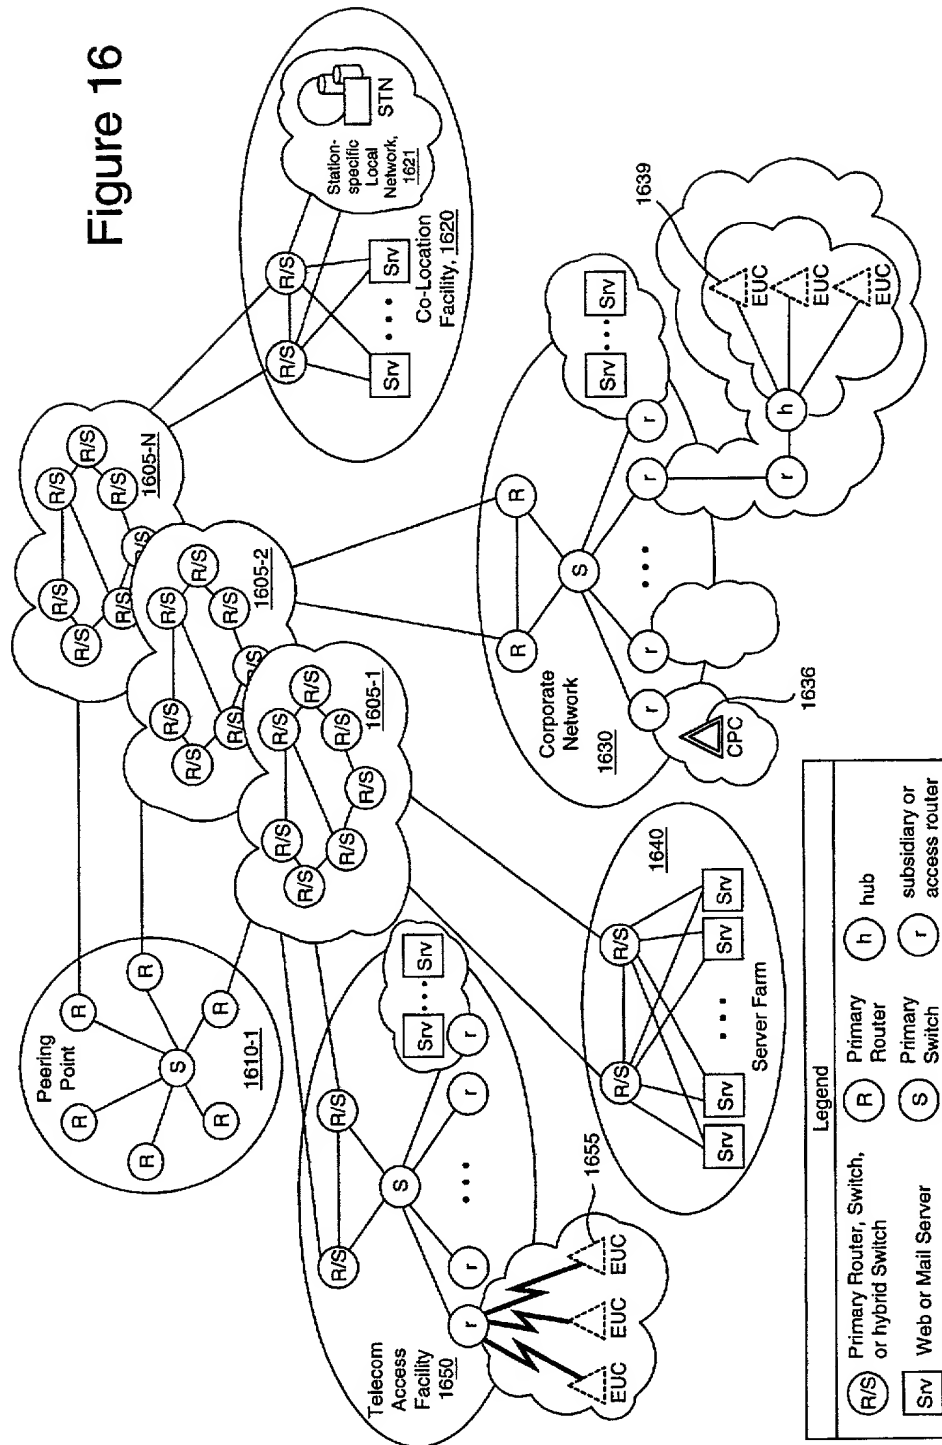 Figure 16
R/S
R/S
R/S
R/S
R/S
R/S
R/S
R/S
1605-N
R/S
R/S
R/S
R/S
R/S
R/S
R/S
R/S
1605-2
R/S
R/S
R/S
R/S
R/S
R/S
R/S
R/S
1605-1
Peering
Point
R
R
R
R
R
R
S
1610-1
R/S
R/S
Srv
Srv
Station-
specific
Local
Network,
1621
STN
Co-Location
Facility, 1620
R
R
S
Corporate
Network
1630
r
r
r
r
Srv
Srv
r
h
EUC
EUC
EUC
1639
CPC
1636
R/S
R/S
S
Srv
Srv
r
r
r
r
Telecom
Access
Facility
1650
EUC
EUC
EUC
1655
R/S
R/S
1640
Srv
Srv
Srv
Srv
Server Farm
Legend
R/S
Primary Router, Switch,
or hybrid Switch
R
Primary
Router
h
hub
Srv
Web or Mail Server
S
Primary
Switch
r
subsidiary or
access router